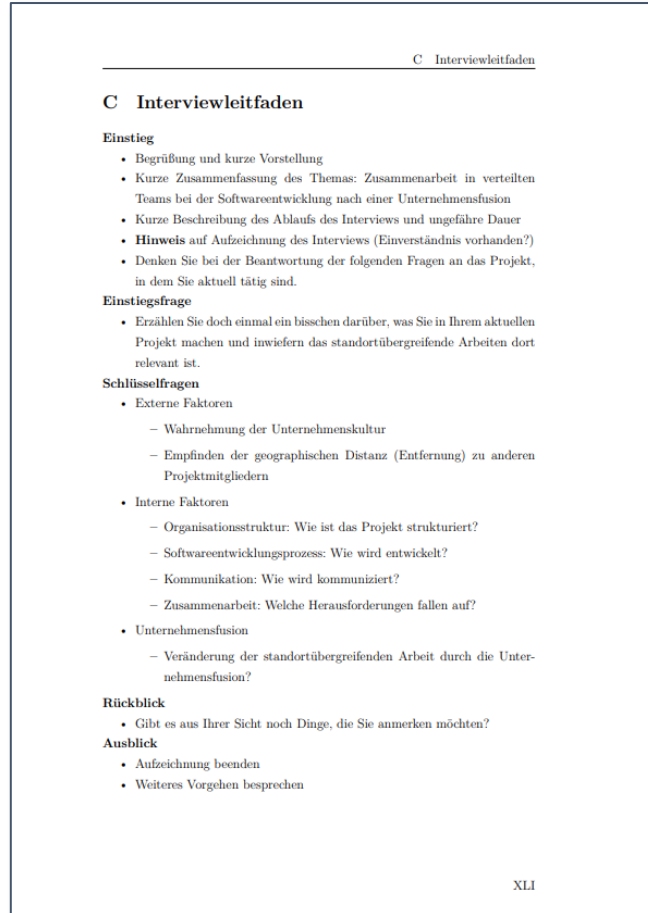 C Interviewleitfaden
C Interviewleitfaden
Einstieg
• Begrüßung und kurze Vorstellung
• Kurze Zusammenfassung des Themas: Zusammenarbeit in verteilten
Teams bei der Softwareentwicklung nach einer Unternehmensfusion
• Kurze Beschreibung des Ablaufs des Interviews und ungefähre Dauer
• Hinweis auf Aufzeichnung des Interviews (Einverständnis vorhanden?)
• Denken Sie bei der Beantwortung der folgenden Fragen an das Projekt,
in dem Sie aktuell tätig sind.
Einstiegsfrage
• Erzählen Sie doch einmal ein bisschen darüber, was Sie in Ihrem aktuellen
Projekt machen und inwiefern das standortübergreifende Arbeiten dort
relevant ist.
Schlüsselfragen
• Externe Faktoren
– Wahrnehmung der Unternehmenskultur
– Empfinden der geographischen Distanz (Entfernung) zu anderen
Projektmitgliedern
• Interne Faktoren
– Organisationsstruktur: Wie ist das Projekt strukturiert?
– Softwareentwicklungsprozess: Wie wird entwickelt?
– Kommunikation: Wie wird kommuniziert?
– Zusammenarbeit: Welche Herausforderungen fallen auf?
• Unternehmensfusion
– Veränderung der standortübergreifenden Arbeit durch die Unter-
nehmensfusion?
Rückblick
• Gibt es aus Ihrer Sicht noch Dinge, die Sie anmerken möchten?
Ausblick
• Aufzeichnung beenden
• Weiteres Vorgehen besprechen
XLI